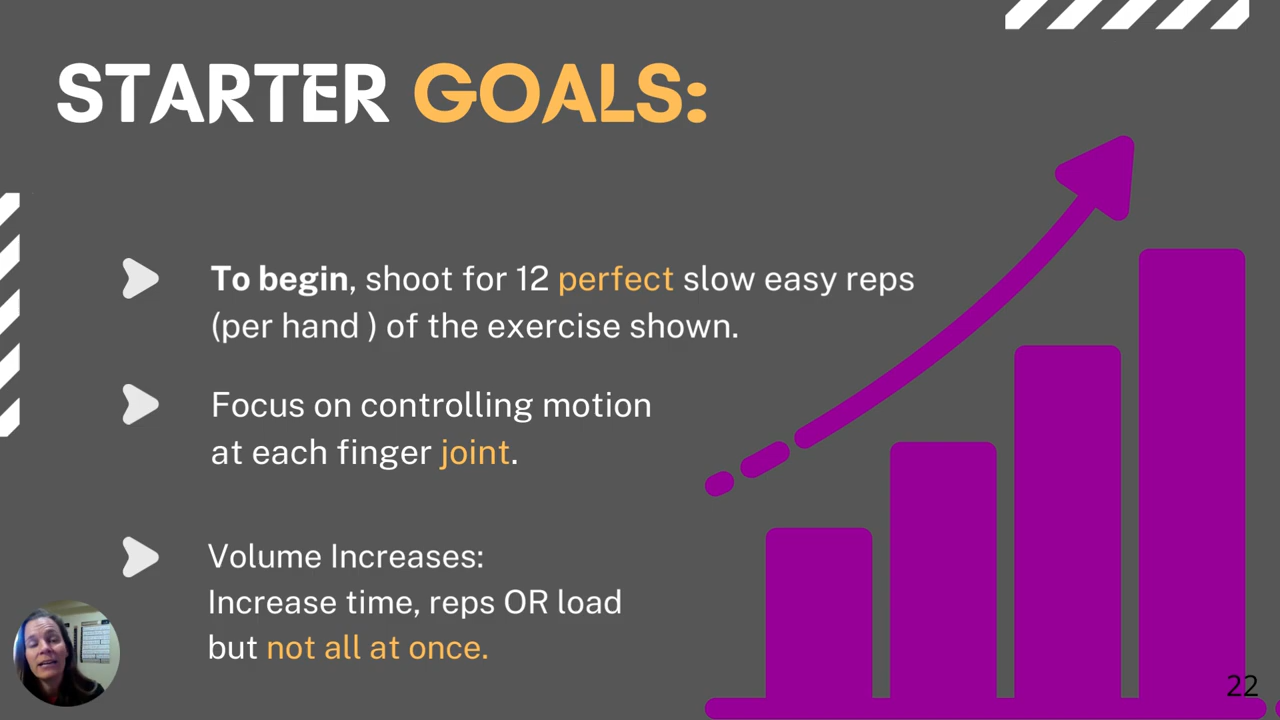 STARTER GOALS:
To begin, shoot for 12 perfect slow easy reps
(per hand ) of the exercise shown.
Focus on controlling motion
at each finger joint.
Volume Increases:
Increase time, reps OR load
but not all at once.
22